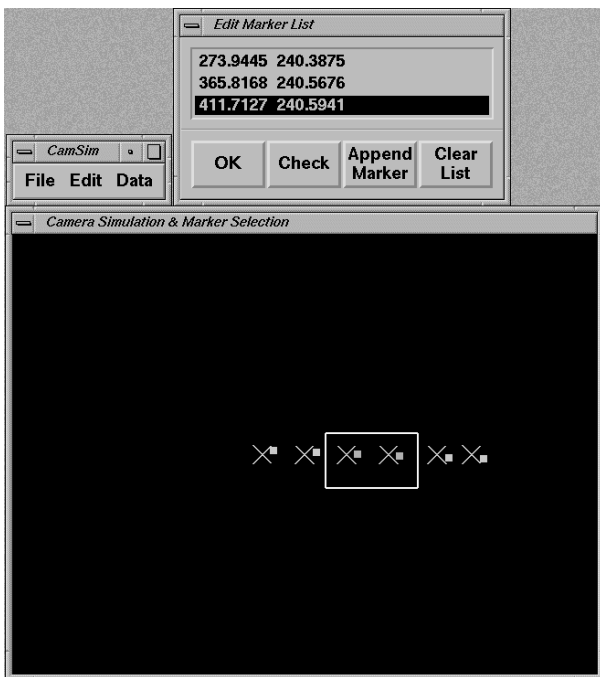 Edit Marker List
273.9445 240.3875
365.8168 240.5676
411.7127 240.5941
OK Check Append Marker Clear List
CamSim
File Edit Data
Camera Simulation & Marker Selection